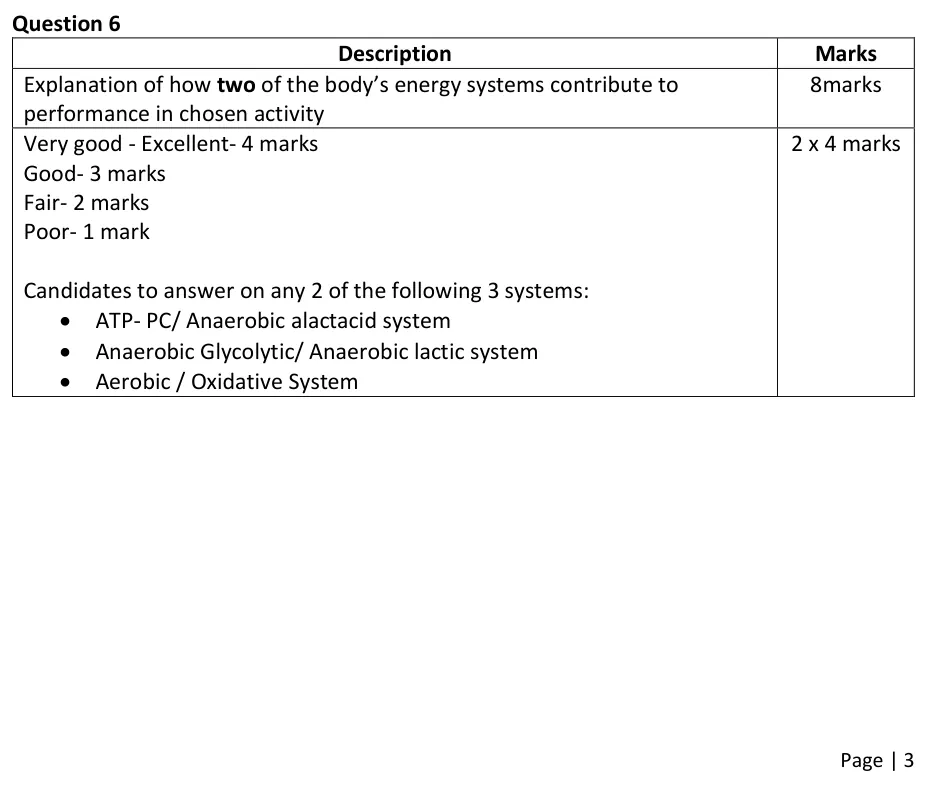 Question 6
Description Marks
Explanation of how two of the body's energy systems contribute to 8marks
performance in chosen activity
Very good - Excellent- 4 marks 2 x 4 marks
Good- 3 marks
Fair- 2 marks
Poor- 1 mark
Candidates to answer on any 2 of the following 3 systems:
• ATP- PC/ Anaerobic alactacid system
• Anaerobic Glycolytic/ Anaerobic lactic system
• Aerobic / Oxidative System
Page | 3